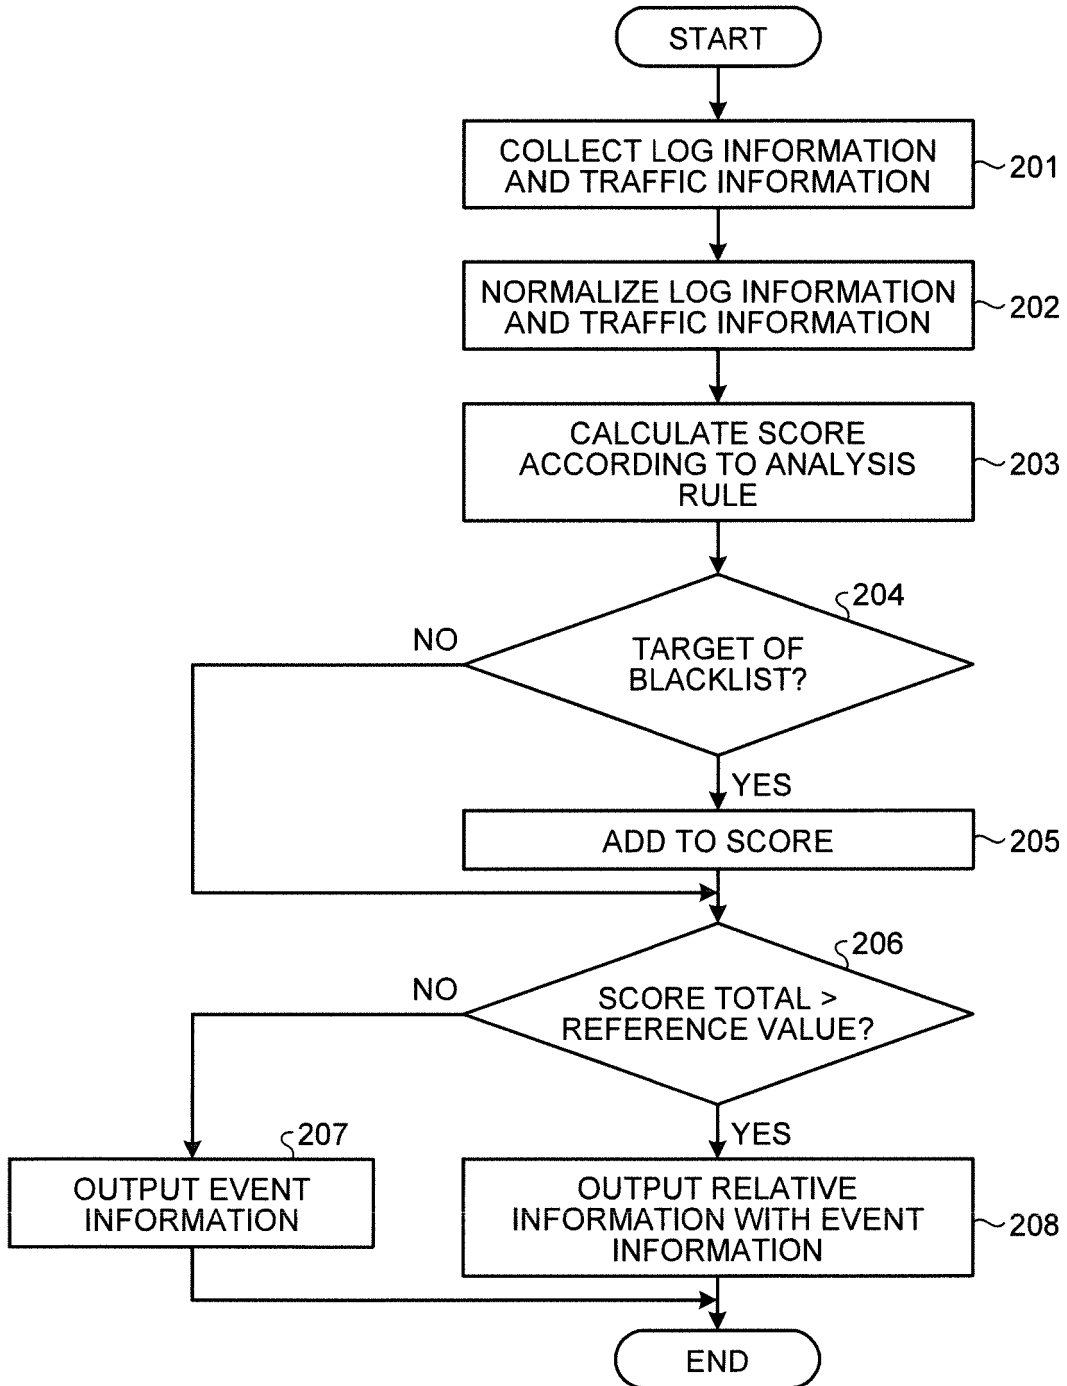 START
COLLECT LOG INFORMATION
AND TRAFFIC INFORMATION
201
NORMALIZE LOG INFORMATION
AND TRAFFIC INFORMATION
202
CALCULATE SCORE
ACCORDING TO ANALYSIS
RULE
203
204
NO
TARGET OF
BLACKLIST?
YES
ADD TO SCORE
205
206
NO
SCORE TOTAL >
REFERENCE VALUE?
YES
207
OUTPUT EVENT
INFORMATION
OUTPUT RELATIVE
INFORMATION WITH EVENT
INFORMATION
208
END